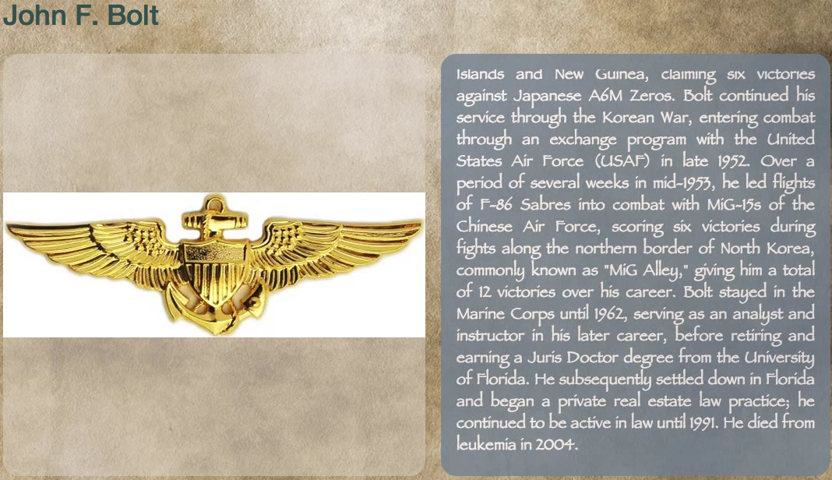 John F. Bolt
Islands and New Guinea, claiming six victories
against Japanese A6M Zeros. Bolt continued his
service through the Korean War, entering combat
through an exchange program with the United
States Air Force (USAF) in late 1952. Over a
period of several weeks in mid-1953, he led flights
of F-86 Sabres into combat with MiG-15s of the
Chinese Air Force, scoring six victories during
fights along the northern border of North Korea,
commonly known as "MiG Alley," giving him a total
of 12 victories over his career. Bolt stayed in the
Marine Corps until 1962, serving as an analyst and
instructor in his later career, before retiring and
earning a Juris Doctor degree from the University
of Florida. He subsequently settled down in Florida
and began a private real estate law practice; he
continued to be active in law until 1991. He died from
leukemia in 2004.